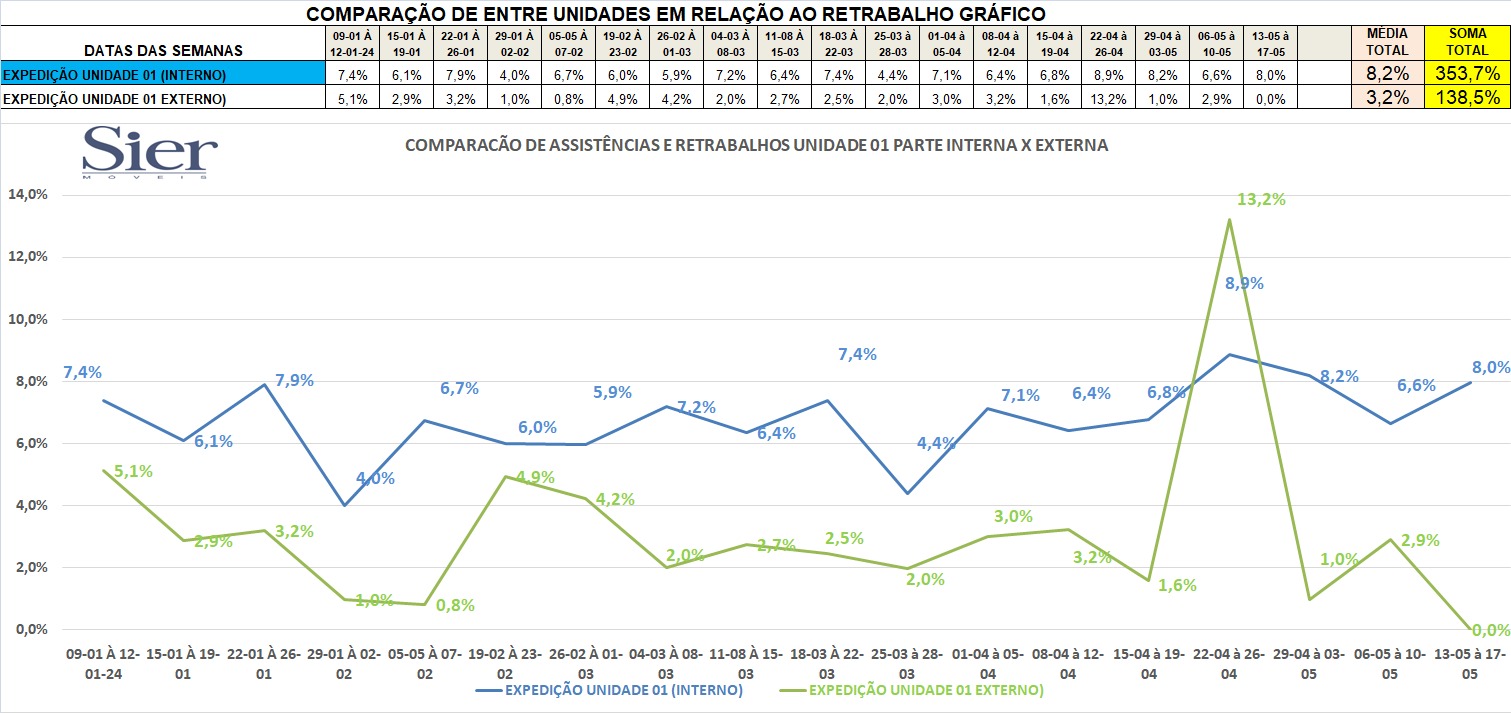 COMPARAÇÃO DE ENTRE UNIDADES EM RELAÇÃO AO RETRABALHO GRÁFICO
DATAS DAS SEMANAS 09-01 À 12-01-24 15-01 À 19-01 22-01 À 26-01 29-01 À 02-02 05-05 À 07-02 19-02 À 23-02 26-02 À 01-03 04-03 À 08-03 11-08 à 15-03 18-03 À 22-03 25-03 à 28-03 01-04 à 05-04 08-04 à 12-04 15-04 à 19-04 22-04 à 26-04 29-04 à 03-05 06-05 à 10-05 13-05 à 17-05 MÉDIA TOTAL SOMA TOTAL
EXPEDIÇÃO UNIDADE 01 (INTERNO) 7,4% 6,1% 7,9% 4,0% 6,7% 6,0% 5,9% 7,2% 6,4% 7,4% 4,4% 7,1% 6,4% 6,8% 8,9% 8,2% 6,6% 8,0% 8,2% 353,7%
EXPEDIÇÃO UNIDADE 01 EXTERNO) 5,1% 2,9% 3,2% 1,0% 0,8% 4,9% 4,2% 2,0% 2,7% 2,5% 2,0% 3,0% 3,2% 1,6% 13,2% 1,0% 2,9% 0,0% 3,2% 138,5%
Sier
MÓVEIS
COMPARACÃO DE ASSISTÊNCIAS E RETRABALHOS UNIDADE 01 PARTE INTERNA X EXTERNA
14,0%
12,0%
10,0%
8,0%
6,0%
4,0%
2,0%
0,0%
7,4% 6,1% 7,9% 4,0% 6,7% 6,0% 5,9% 7,2% 6,4% 7,4% 4,4% 7,1% 6,4% 6,8% 8,9% 8,2% 6,6% 8,0%
5,1% 2,9% 3,2% 1,0% 0,8% 4,9% 4,2% 2,0% 2,7% 2,5% 2,0% 3,0% 3,2% 1,6% 13,2% 1,0% 2,9% 0,0%
09-01 À 12- 15-01 À 19- 22-01 À 26- 29-01 À 02- 05-05 À 07- 19-02 À 23- 26-02 À 01- 04-03 À 08- 11-08 à 15- 18-03 À 22- 25-03 à 28- 01-04 à 05- 08-04 à 12- 15-04 à 19- 22-04 à 26- 29-04 à 03- 06-05 à 10- 13-05 à 17-
01-24 01 01 02 02 02 03 03 03 03 03 04 04 04 04 05 05 05
EXPEDIÇÃO UNIDADE 01 (INTERNO) EXPEDIÇÃO UNIDADE 01 EXTERNO)